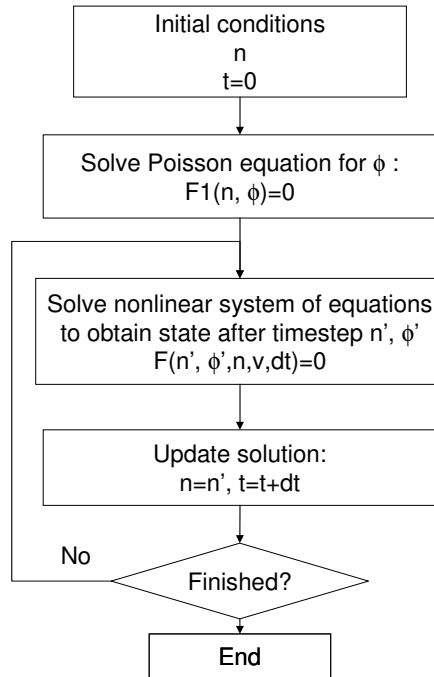 Initial conditions
n
t=0
Solve Poisson equation for ϕ :
F1(n, ϕ)=0
Solve nonlinear system of equations
to obtain state after timestep n’, ϕ’
F(n’, ϕ’,n,v,dt)=0
Update solution:
n=n’, t=t+dt
No
Finished?
End